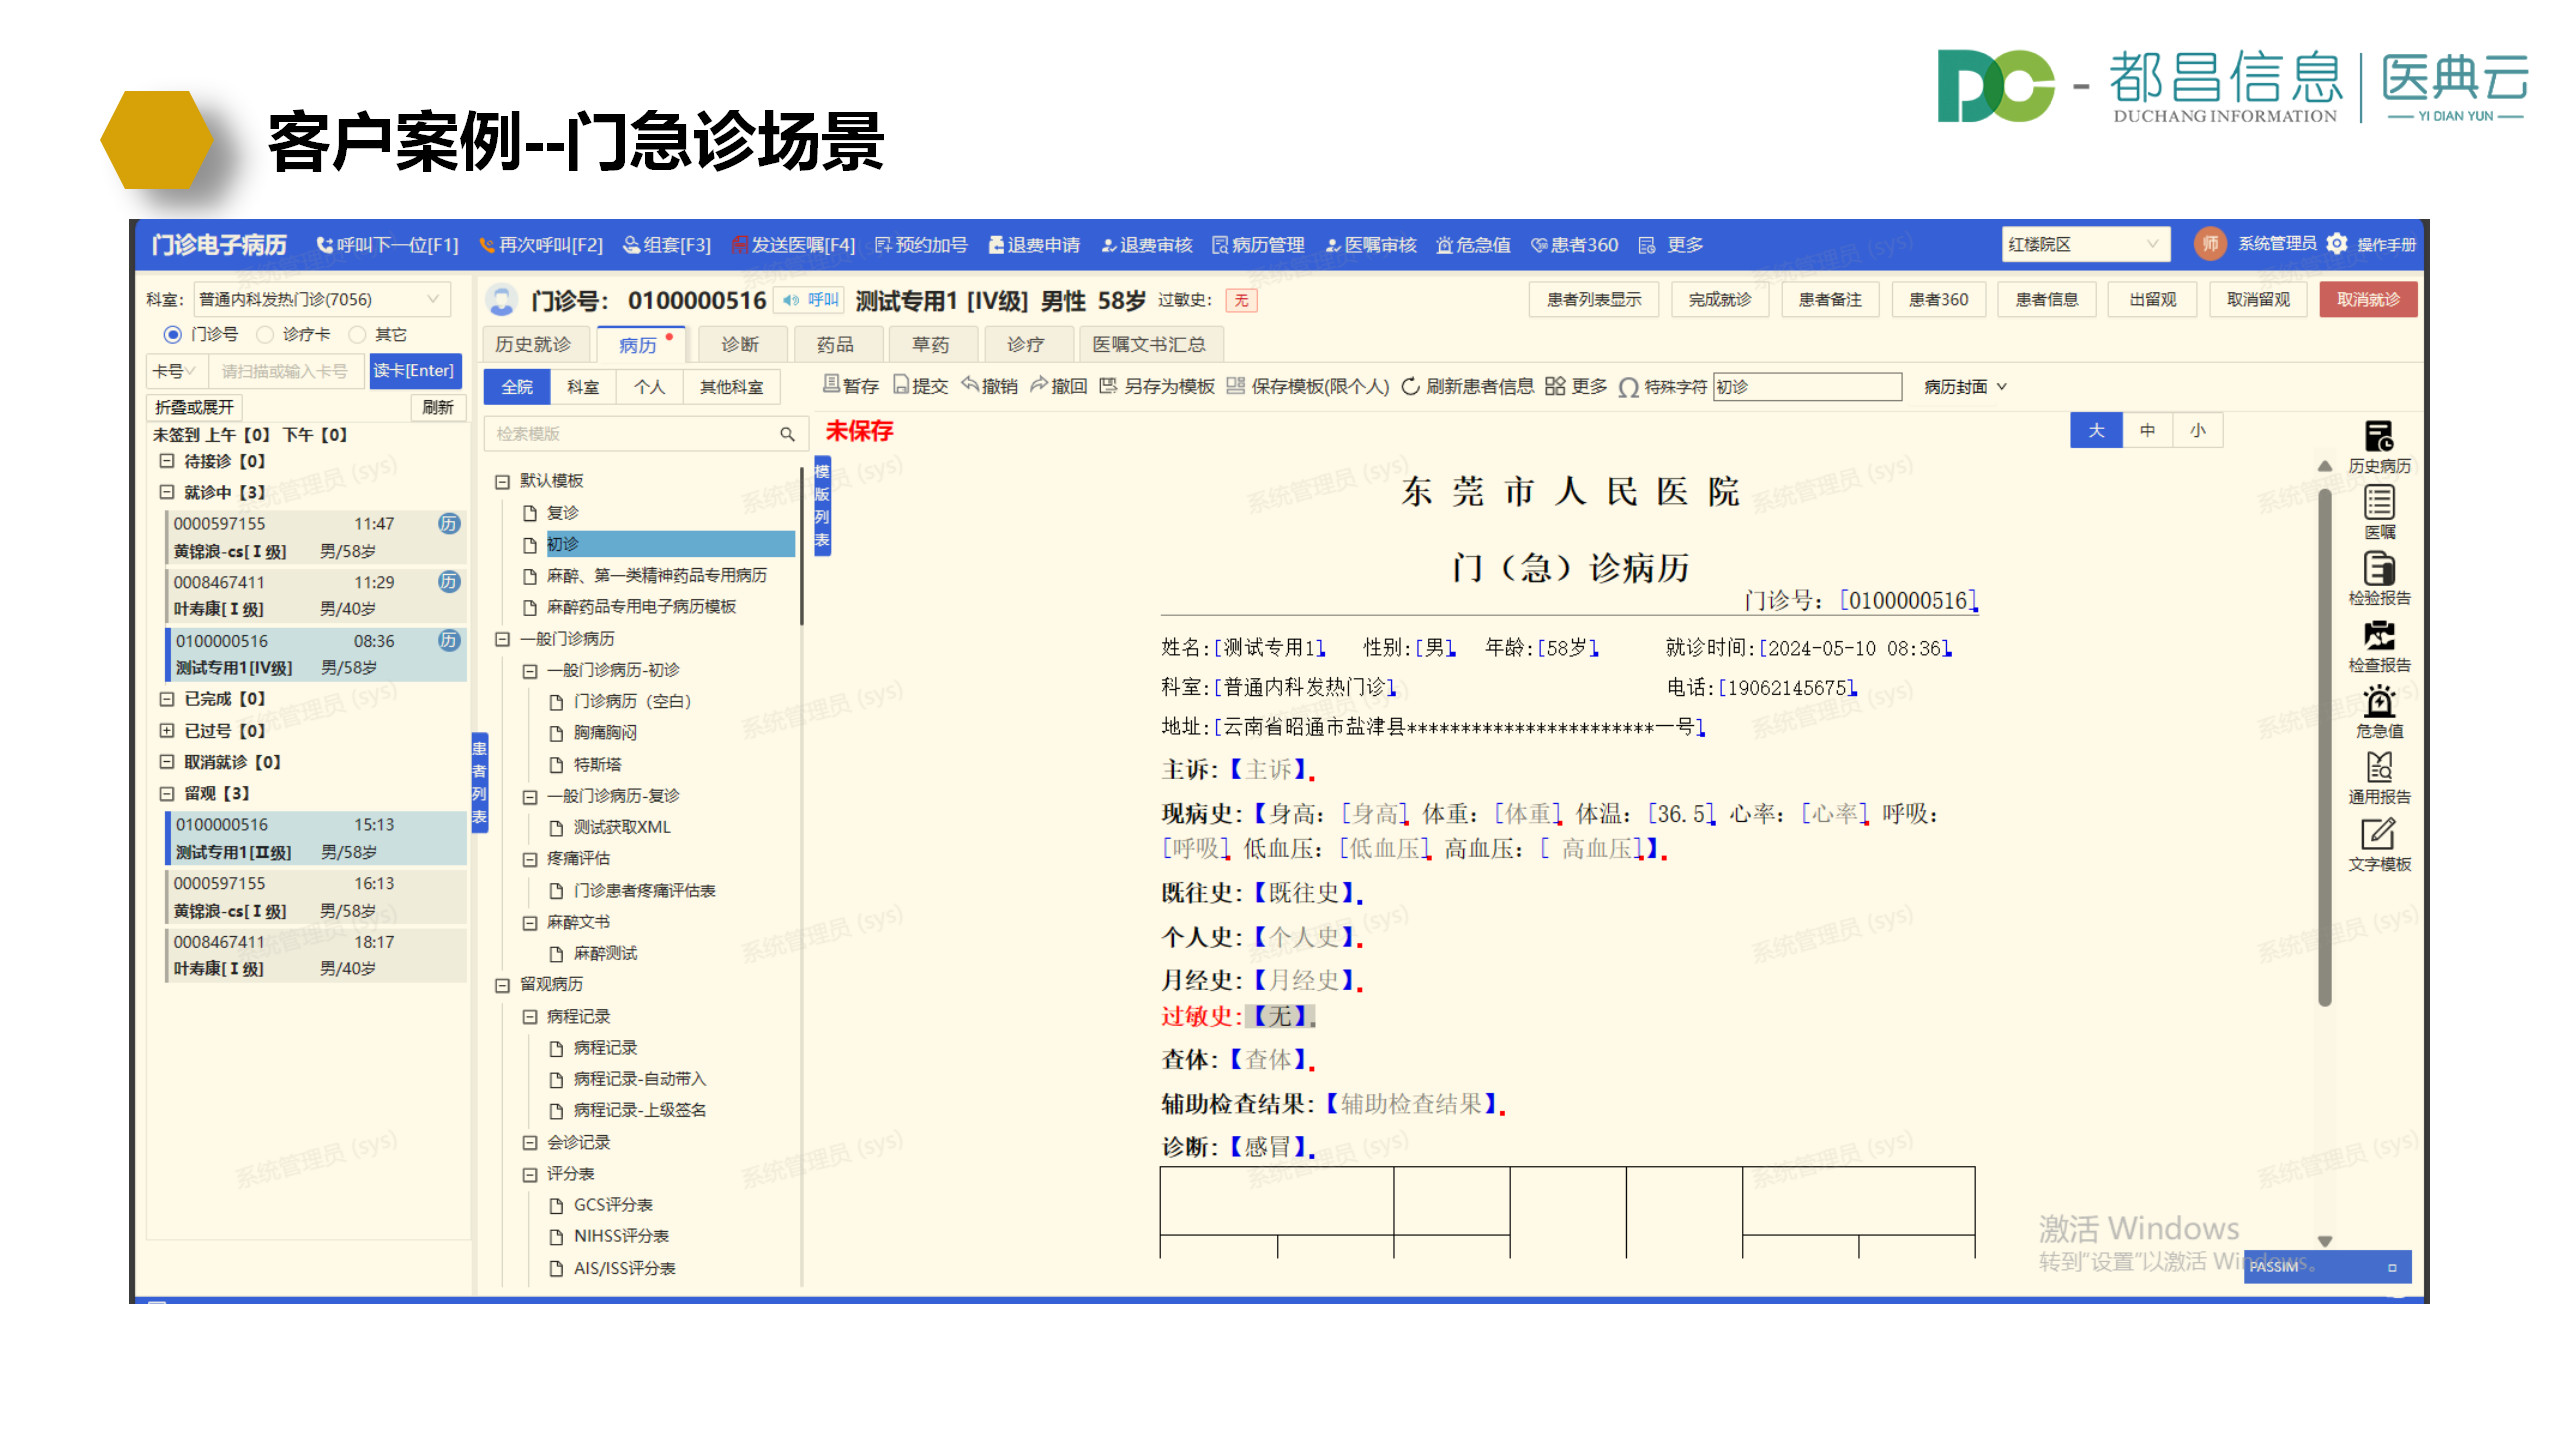 客户案例--门急诊场景
DC - 都昌信息 | 医典云
DUCHANG INFORMATION
YI DIAN YUN
门诊电子病历 呼叫下一位[F1] 再次呼叫[F2] 组套[F3] 发送医嘱[F4] 预约加号 退费申请 退费审核 病历管理 医嘱审核 危急值 患者360 更多 红楼院区 师 系统管理员 操作手册
科室: 普通内科发热门诊(7056)
门诊号 诊疗卡 其它
卡号 请扫描或输入卡号 读卡[Enter]
折叠或展开 刷新
未签到 上午【0】 下午【0】
待接诊【0】
就诊中【3】
0000597155 11:47 历
黄锦浪-cs[Ⅰ级] 男/58岁
0008467411 11:29 历
叶寿康[Ⅰ级] 男/40岁
0100000516 08:36 历
测试专用1[IV级] 男/58岁
已完成【0】
已过号【0】
取消就诊【0】
留观【3】
0100000516 15:13
测试专用1[Ⅱ级] 男/58岁
0000597155 16:13
黄锦浪-cs[Ⅰ级] 男/58岁
0008467411 18:17
叶寿康[Ⅰ级] 男/40岁
患者列表
门诊号: 0100000516 呼叫 测试专用1 [IV级] 男性 58岁 过敏史: 无
患者列表显示 完成就诊 患者备注 患者360 患者信息 出留观 取消留观 取消就诊
历史就诊 病历 诊断 药品 草药 诊疗 医嘱文书汇总
全院 科室 个人 其他科室
暂存 提交 撤销 撤回 另存为模板 保存模板(限个人) 刷新患者信息 更多 特殊字符 初诊 病历封面
检索模版
默认模板
复诊
初诊
麻醉、第一类精神药品专用病历
麻醉药品专用电子病历模板
一般门诊病历
一般门诊病历-初诊
门诊病历（空白）
胸痛胸闷
特斯塔
一般门诊病历-复诊
测试获取XML
疼痛评估
门诊患者疼痛评估表
麻醉文书
麻醉测试
留观病历
病程记录
病程记录
病程记录-自动带入
病程记录-上级签名
会诊记录
评分表
GCS评分表
NIHSS评分表
AIS/ISS评分表
模版列表
未保存
大 中 小
东莞市人民医院
门（急）诊病历
门诊号: [0100000516]
姓名:[测试专用1] 性别:[男] 年龄:[58岁] 就诊时间:[2024-05-10 08:36]
科室:[普通内科发热门诊] 电话:[19062145675]
地址:[云南省昭通市盐津县***********************一号]
主诉:【主诉】
现病史:【身高: [身高] 体重: [体重] 体温: [36.5] 心率: [心率] 呼吸:
[呼吸] 低血压: [低血压] 高血压: [ 高血压]】
既往史:【既往史】
个人史:【个人史】
月经史:【月经史】
过敏史:【无】
查体:【查体】
辅助检查结果:【辅助检查结果】
诊断:【感冒】
历史病历
医嘱
检验报告
检查报告
危急值
通用报告
文字模板
激活 Windows
转到"设置"以激活 Windows。
PASSIM
系统管理员 (sys)